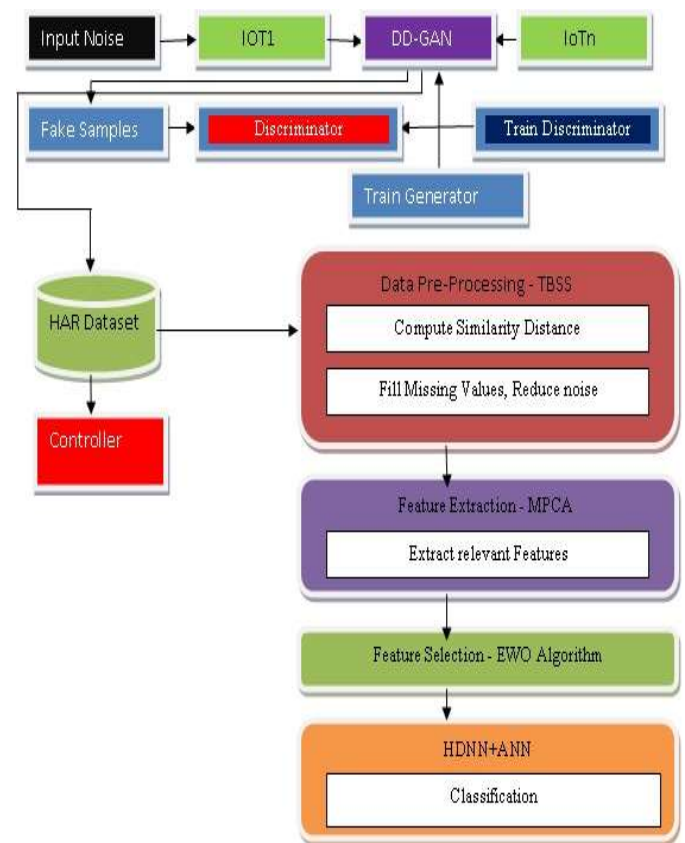 Input Noise
IOT1
DD-GAN
IoTn
Fake Samples
Discriminator
Train Discriminator
Train Generator
HAR Dataset
Controller
Data Pre-Processing - TBSS
Compute Similarity Distance
Fill Missing Values, Reduce noise
Feature Extraction - MPCA
Extract relevant Features
Feature Selection - EWO Algorithm
HDNN+ANN
Classification